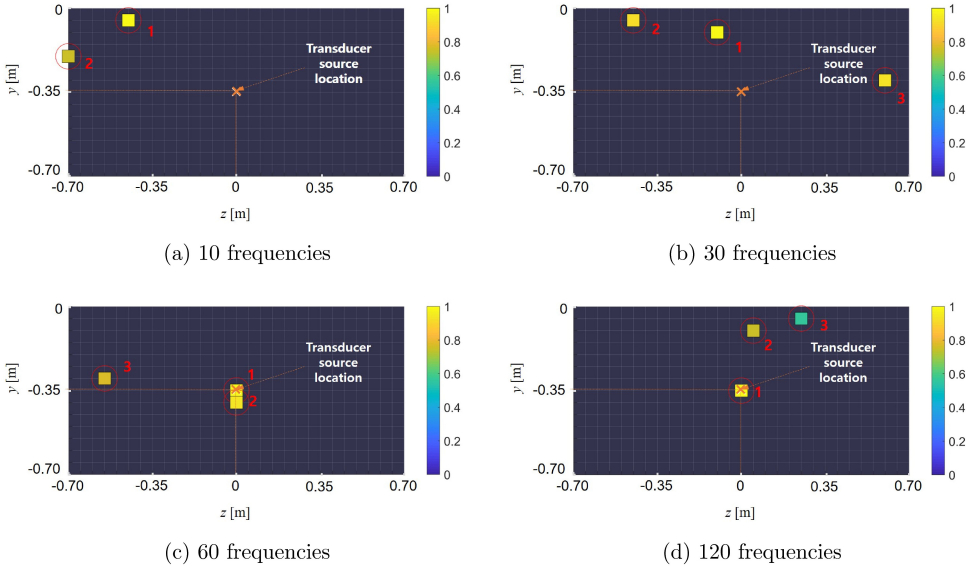 0
-0.35
-0.70
y [m]
1
2
Transducer
source
location
-0.70
-0.35
0
0.35
0.70
z [m]
1
0.8
0.6
0.4
0.2
0
(a) 10 frequencies
0
-0.35
-0.70
y [m]
2
1
3
Transducer
source
location
-0.70
-0.35
0
0.35
0.70
z [m]
1
0.8
0.6
0.4
0.2
0
(b) 30 frequencies
0
-0.35
-0.70
y [m]
3
1
2
Transducer
source
location
-0.70
-0.35
0
0.35
0.70
z [m]
1
0.8
0.6
0.4
0.2
0
(c) 60 frequencies
0
-0.35
-0.70
y [m]
3
2
1
Transducer
source
location
-0.70
-0.35
0
0.35
0.70
z [m]
1
0.8
0.6
0.4
0.2
0
(d) 120 frequencies